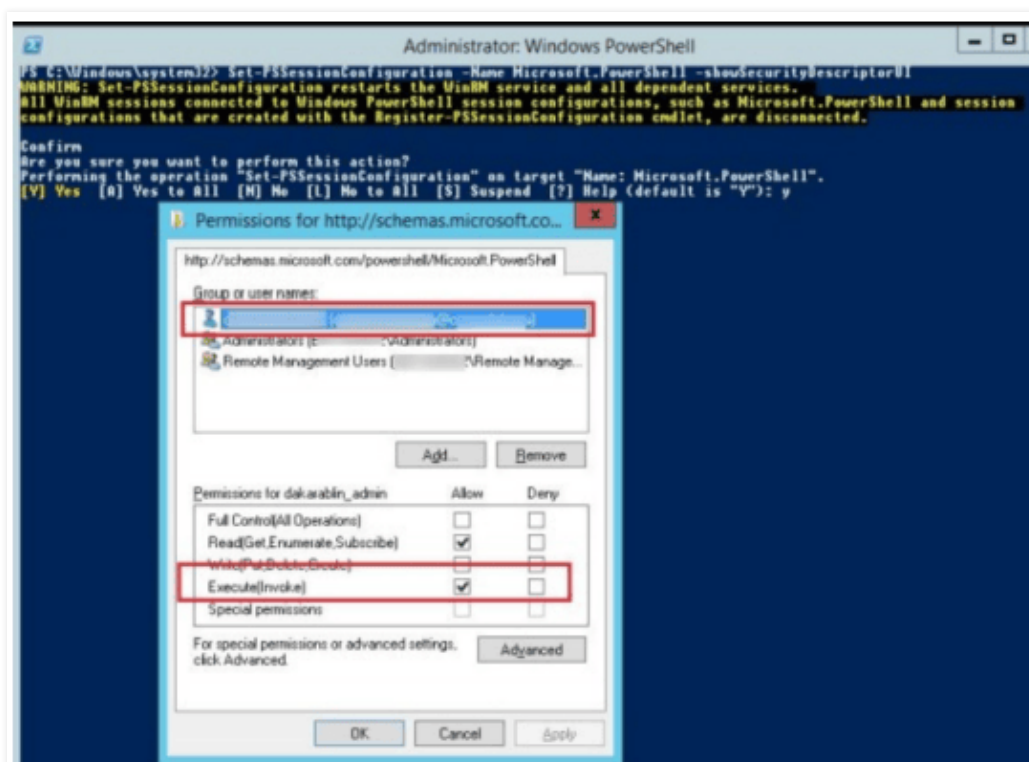 Administrator: Windows PowerShell
PS C:\Windows\system32> Set-PSSessionConfiguration -Name Microsoft.PowerShell -showSecurityDescriptorUI
WARNING: Set-PSSessionConfiguration restarts the WinRM service and all dependent services.
All WinRM sessions connected to Windows PowerShell session configurations, such as Microsoft.PowerShell and session
configurations that are created with the Register-PSSessionConfiguration cmdlet, are disconnected.
Confirm
Are you sure you want to perform this action?
Performing the operation "Set-PSSessionConfiguration" on target "Name: Microsoft.PowerShell".
[Y] Yes [A] Yes to All [N] No [L] No to All [S] Suspend [?] Help (default is "Y"): y
Permissions for http://schemas.microsoft.co...
http://schemas.microsoft.com/powershell/Microsoft.PowerShell
Group or user names:
Administrators (E \Administrators)
Remote Management Users ( \Remote Manage...
Add... Remove
Permissions for dakarablin_admin Allow Deny
Full Control(All Operations)
Read(Get,Enumerate,Subscribe)
Write(Put,Delete,Create)
Execute(Invoke)
Special permissions
For special permissions or advanced settings,
click Advanced.
Advanced
OK Cancel Apply